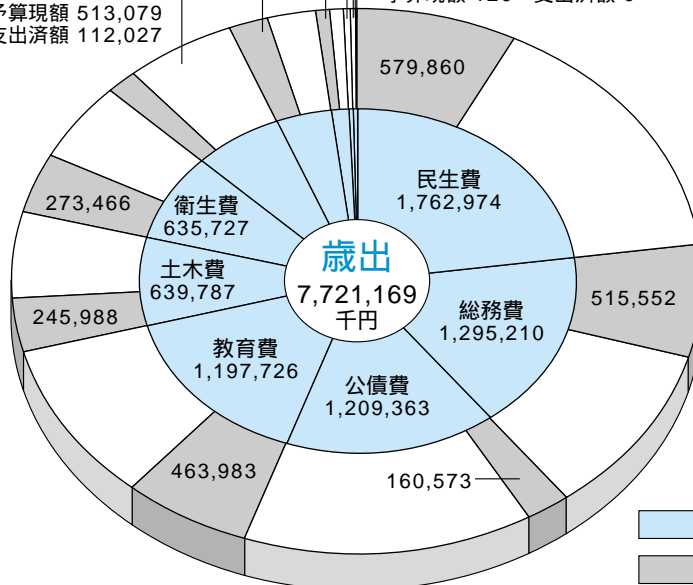 予算現額 513,079
支出済額 112,027
579,860
民生費
1,762,974
273,466
衛生費
635,727
歳出
7,721,169
千円
土木費
639,787
総務費
1,295,210
515,552
245,988
教育費
1,197,726
公債費
1,209,363
463,983
160,573